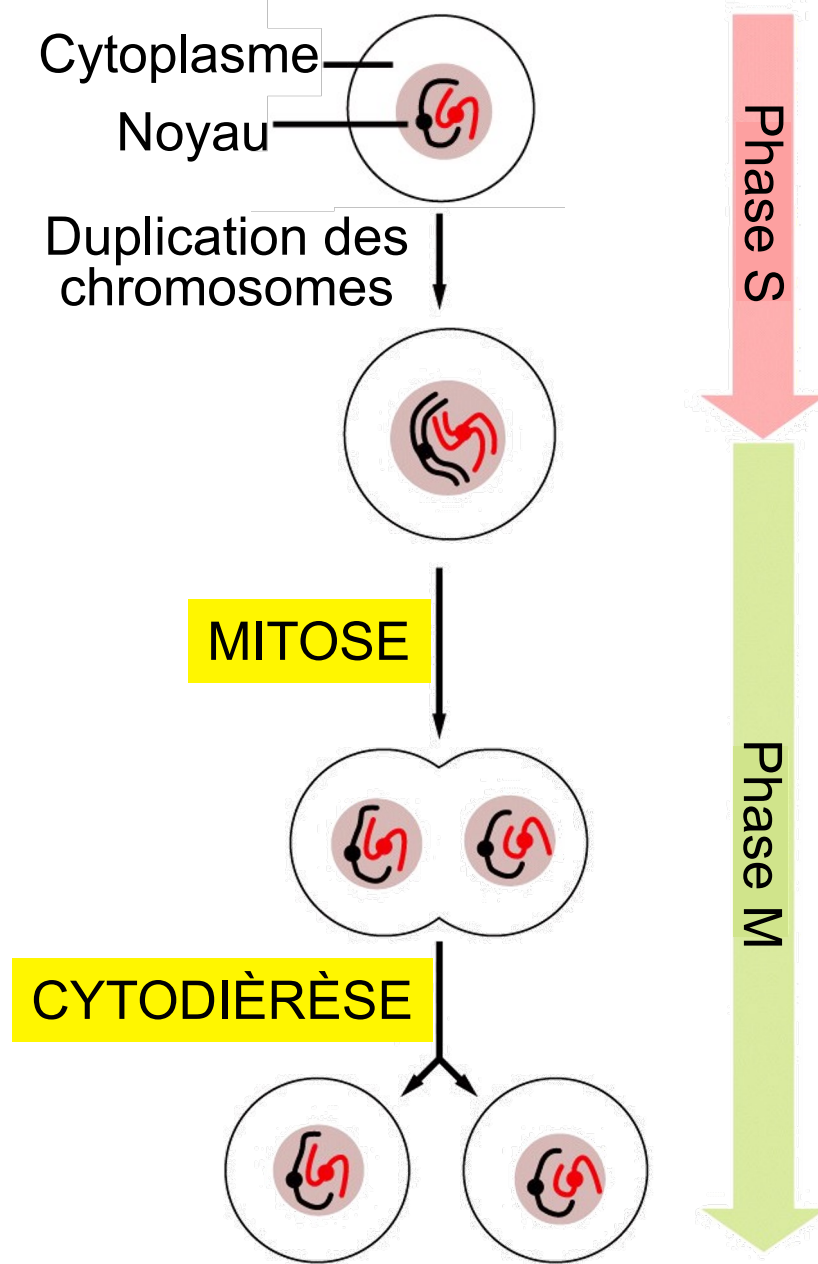 Cytoplasme
Noyau
Duplication des
chromosomes
MITOSE
CYTODIÈRÈSE
Phase S
Phase M